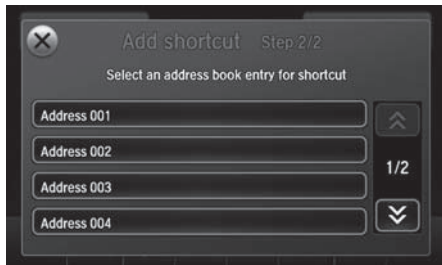 Add shortcut Step 2/2
Select an address book entry for shortcut
Address 001
Address 002
1/2
Address 003
Address 004